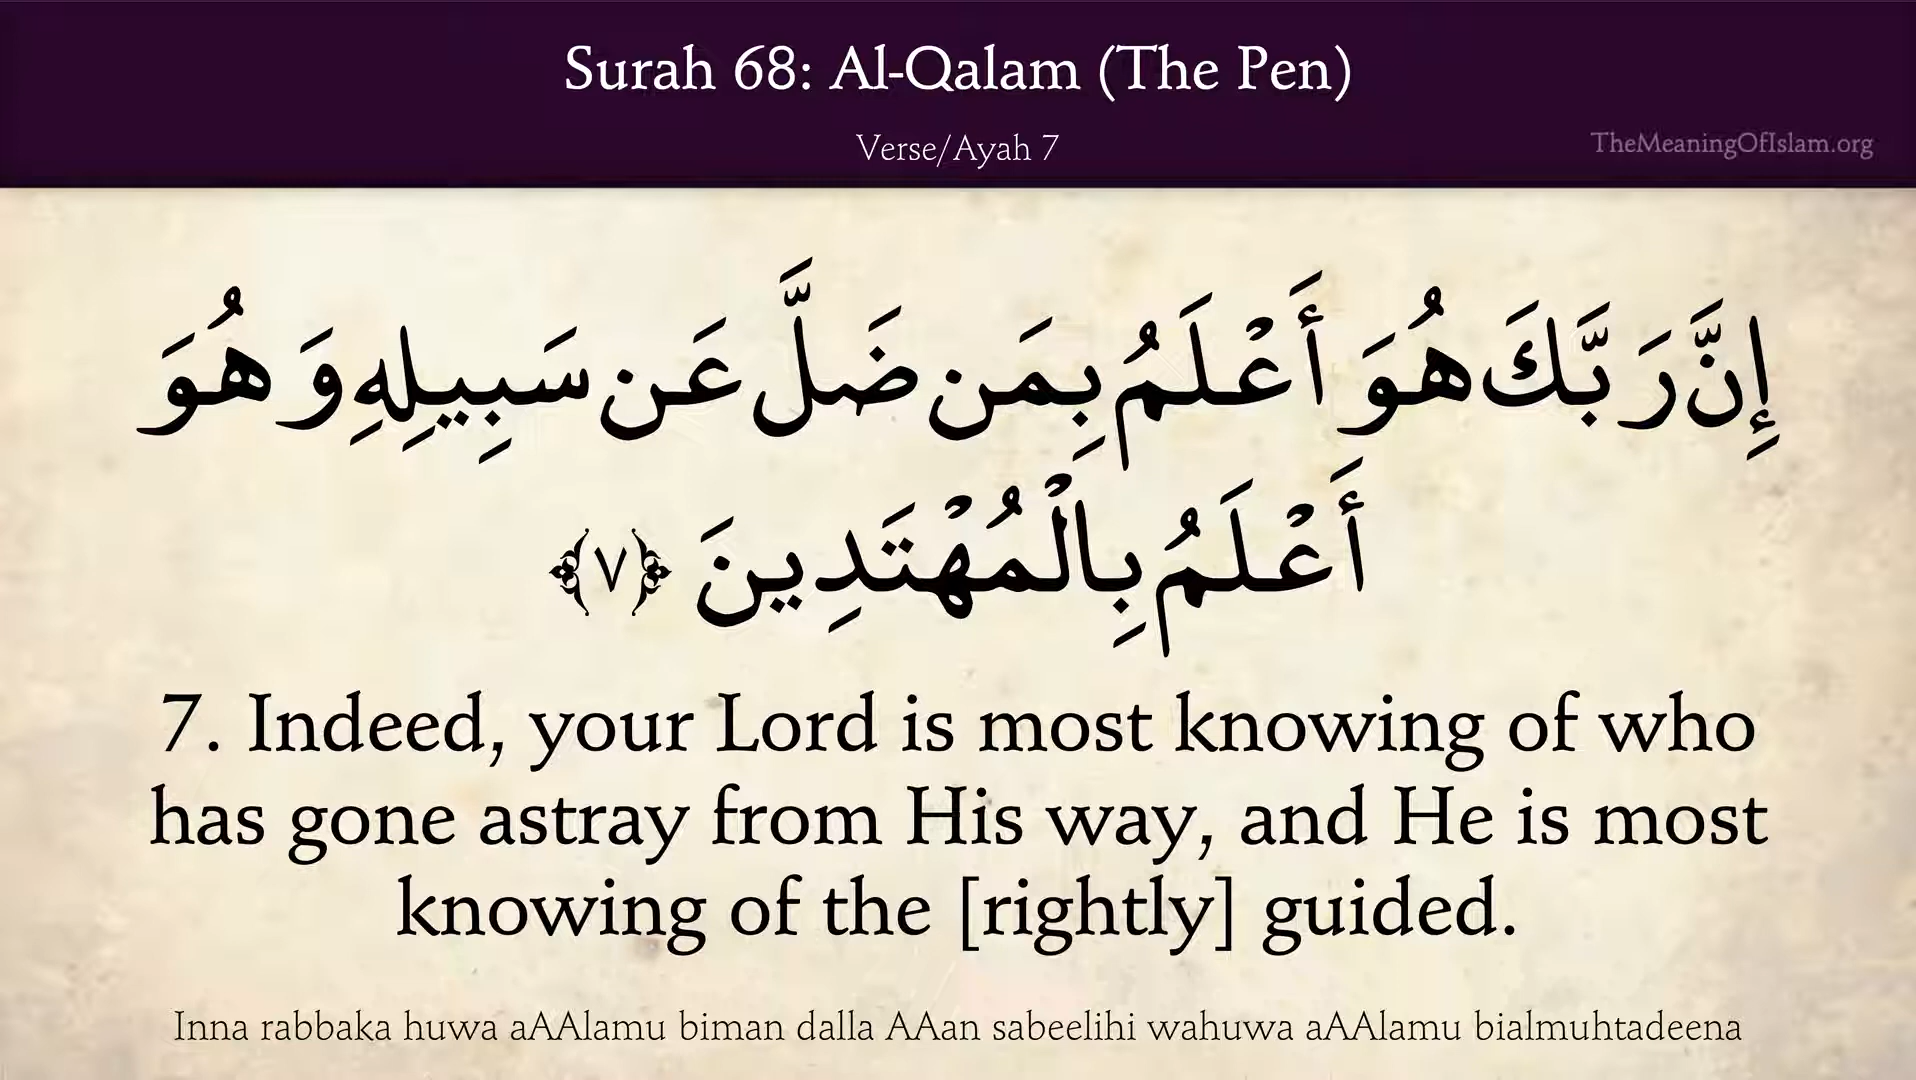 Surah 68: Al-Qalam (The Pen)
Verse/Ayah 7
TheMeaningOfIslam.org
إِنَّ رَبَّكَ هُوَ أَعْلَمُ بِمَن ضَلَّ عَن سَبِيلِهِ وَهُوَ
أَعْلَمُ بِالْمُهْتَدِينَ ﴿٧﴾
7. Indeed, your Lord is most knowing of who
has gone astray from His way, and He is most
knowing of the [rightly] guided.
Inna rabbaka huwa aAAlamu biman dalla AAan sabeelihi wahuwa aAAlamu bialmuhtadeena